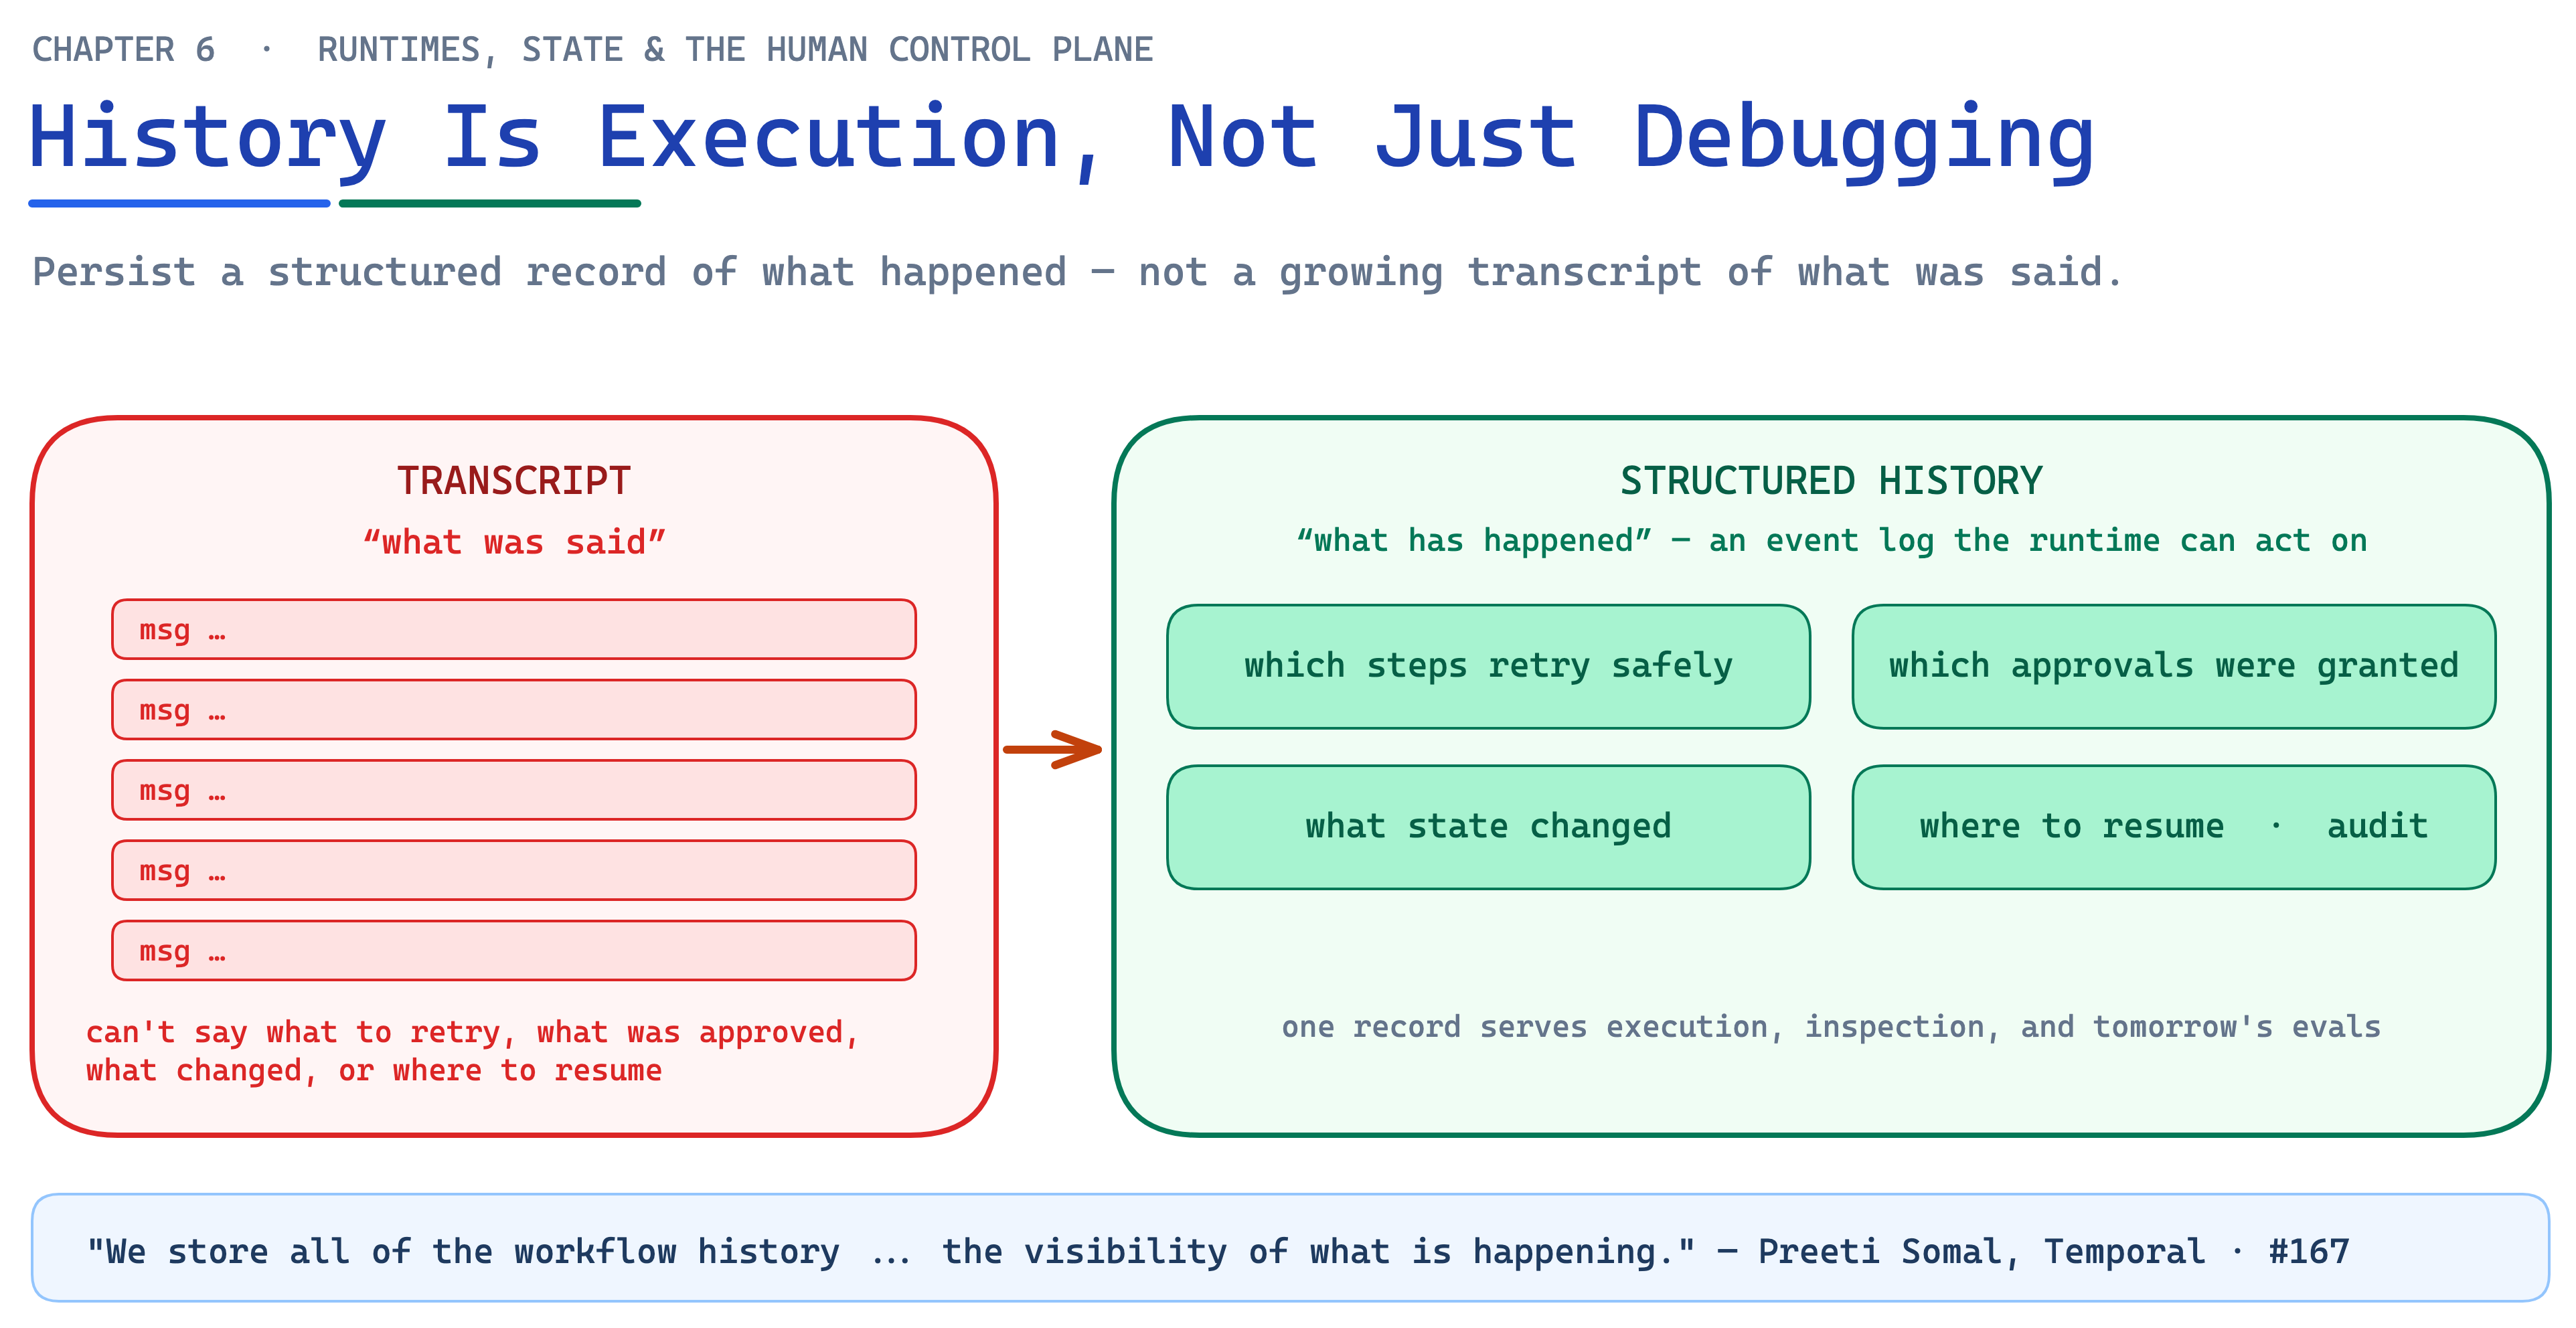 CHAPTER 6 · RUNTIMES, STATE & THE HUMAN CONTROL PLANE
History Is Execution, Not Just Debugging
Persist a structured record of what happened — not a growing transcript of what was said.
TRANSCRIPT
“what was said”
msg …
msg …
msg …
msg …
msg …
can't say what to retry, what was approved,
what changed, or where to resume
STRUCTURED HISTORY
“what has happened” — an event log the runtime can act on
which steps retry safely
which approvals were granted
what state changed
where to resume · audit
one record serves execution, inspection, and tomorrow's evals
"We store all of the workflow history ... the visibility of what is happening." — Preeti Somal, Temporal · #167